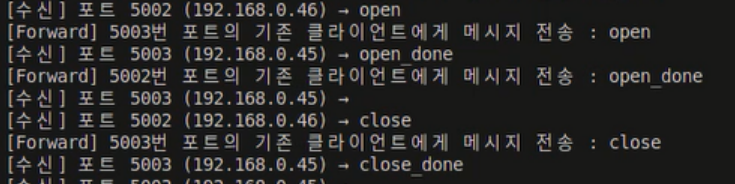 [수신] 포트 5002 (192.168.0.46) → open
[Forward] 5003번 포트의 기존 클라이언트에게 메시지 전송 : open
[수신] 포트 5003 (192.168.0.45) → open_done
[Forward] 5002번 포트의 기존 클라이언트에게 메시지 전송 : open_done
[수신] 포트 5003 (192.168.0.45) →
[수신] 포트 5002 (192.168.0.46) → close
[Forward] 5003번 포트의 기존 클라이언트에게 메시지 전송 : close
[수신] 포트 5003 (192.168.0.45) → close_done